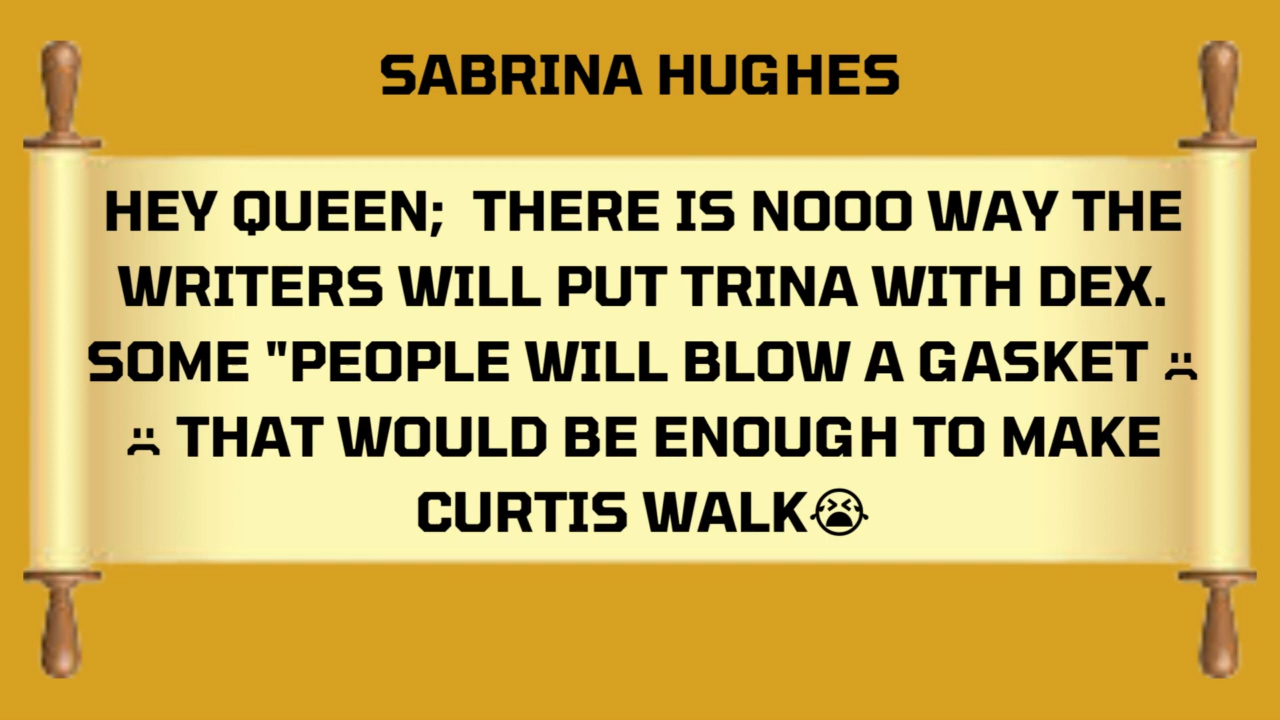 SABRINA HUGHES
HEY QUEEN;  THERE IS NOOO WAY THE
WRITERS WILL PUT TRINA WITH DEX.
SOME "PEOPLE WILL BLOW A GASKET ☹
☹ THAT WOULD BE ENOUGH TO MAKE
CURTIS WALK😭